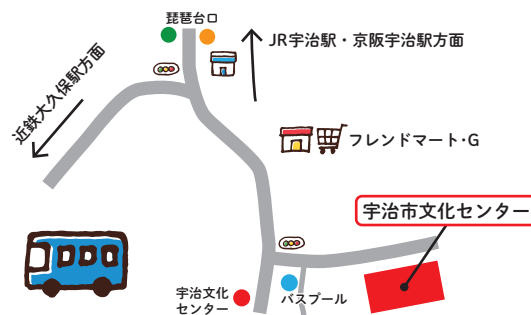 琵琶台口
JR宇治駅・京阪宇治駅方面
近鉄大久保駅方面
フレンドマート・G
宇治市文化センター
宇治文化
センター
バスプール